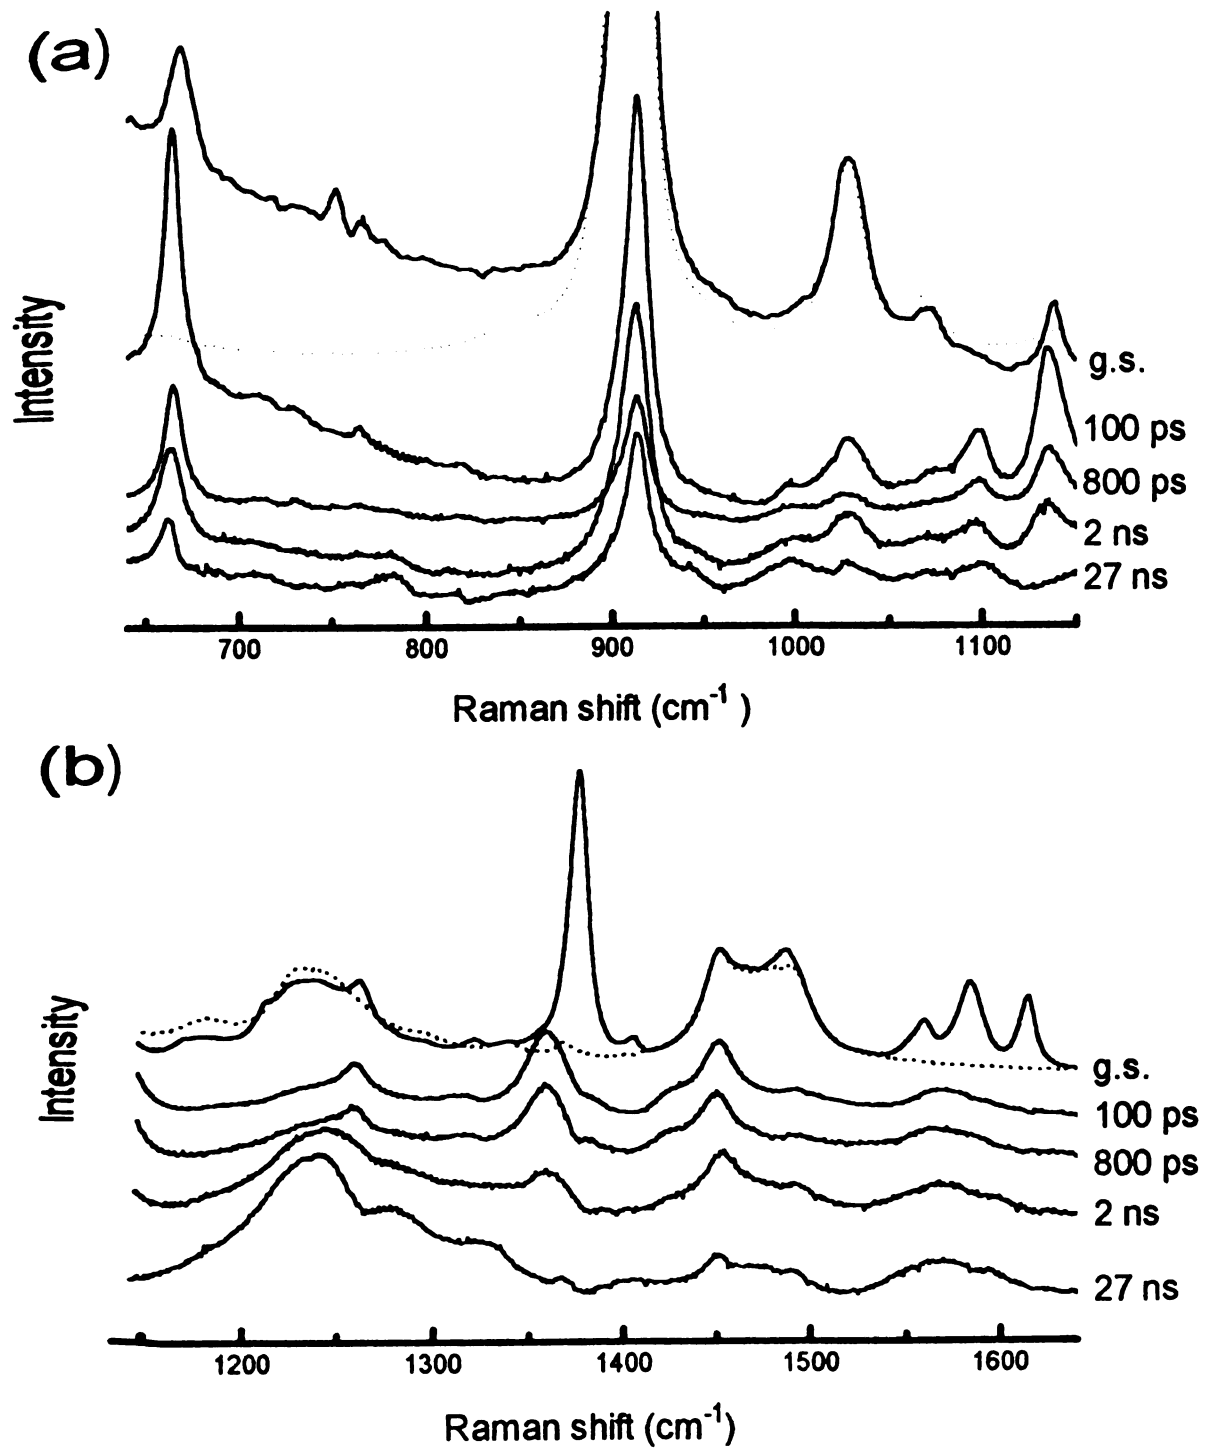 (a)
Intensity
g.s.
100 ps
800 ps
2 ns
27 ns
700 800 900 1000 1100
Raman shift (cm-1 )
(b)
Intensity
g.s.
100 ps
800 ps
2 ns
27 ns
1200 1300 1400 1500 1600
Raman shift (cm-1)